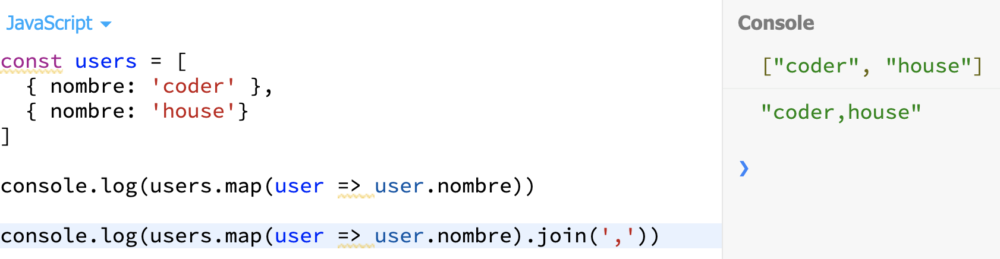 JavaScript
const users = [
  { nombre: 'coder' },
  { nombre: 'house'}
]
console.log(users.map(user => user.nombre))
console.log(users.map(user => user.nombre).join(','))
Console
["coder", "house"]
"coder,house"
❯